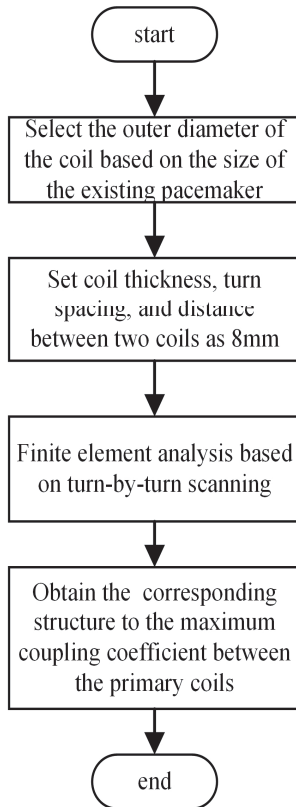 start
Select the outer diameter of
the coil based on the size of
the existing pacemaker
Set coil thickness, turn
spacing, and distance
between two coils as 8mm
Finite element analysis based
on turn-by-turn scanning
Obtain the corresponding
structure to the maximum
coupling coefficient between
the primary coils
end